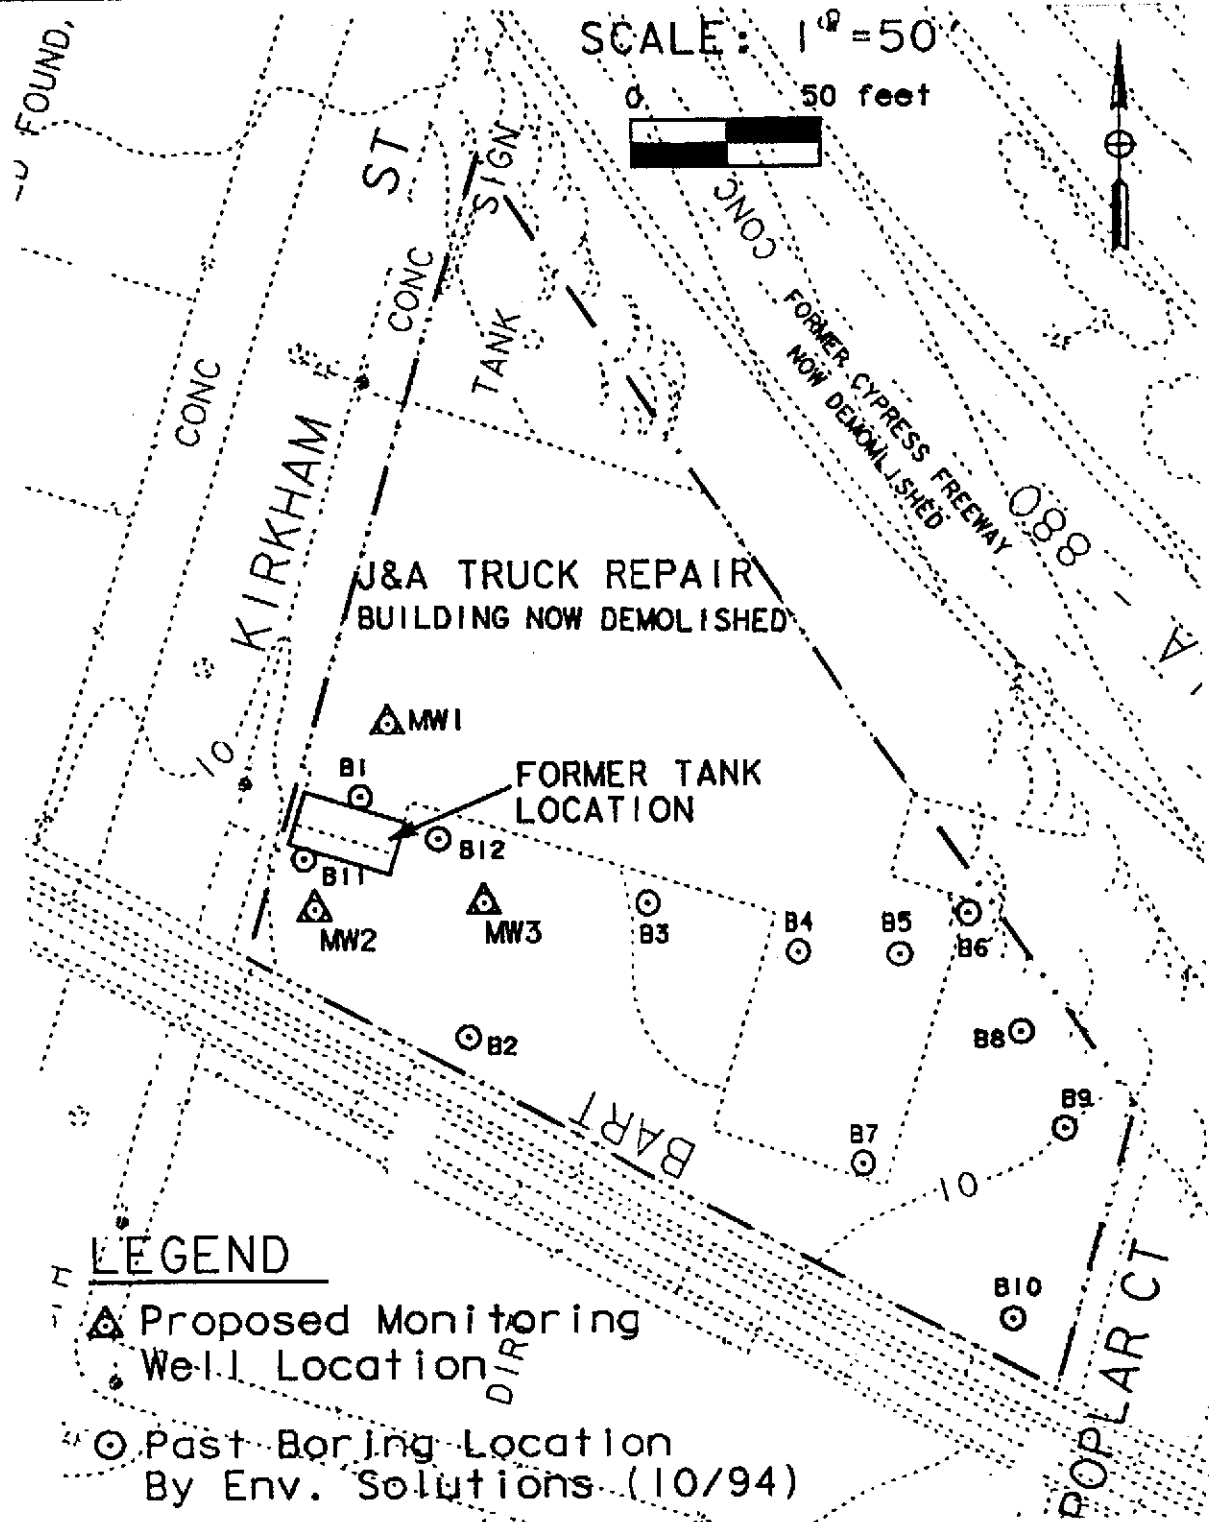 SCALE: 1"=50'
0 50 feet
FOUND,
ST
SIGN
CONC
CONC
TANK
CONC
KIRKHAM
FORMER CYPRESS FREEWAY
NOW DEMOMLISHED
880
A
J&A TRUCK REPAIR
BUILDING NOW DEMOLISHED
MW1
10
B1
FORMER TANK
LOCATION
B12
B11
MW2
MW3
B3
B4
B5
B6
B2
B8
B9
BART
B7
10
B10
POPLAR CT
LEGEND
Proposed Monitoring
Well Location
DIRT
Past Boring Location
By Env. Solutions (10/94)